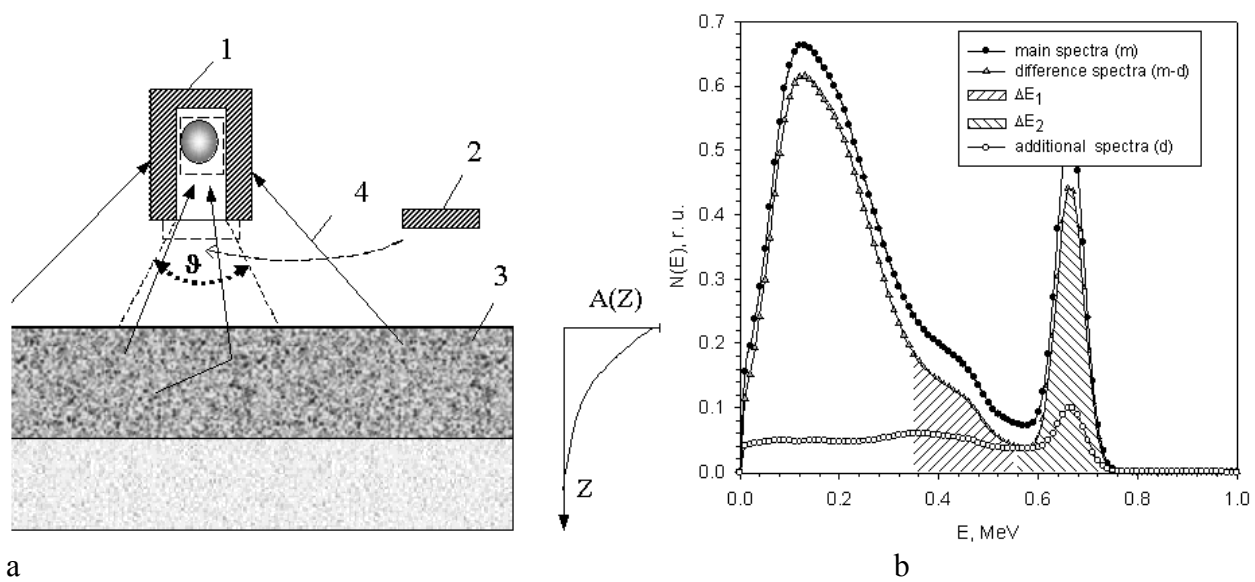 1
2
4
ϑ
3
A(Z)
Z
a
0.7
0.6
0.5
0.4
0.3
0.2
0.1
0.0
N(E), r. u.
main spectra (m)
difference spectra (m-d)
ΔE₁
ΔE₂
additional spectra (d)
0.0 0.2 0.4 0.6 0.8 1.0
E, MeV
b